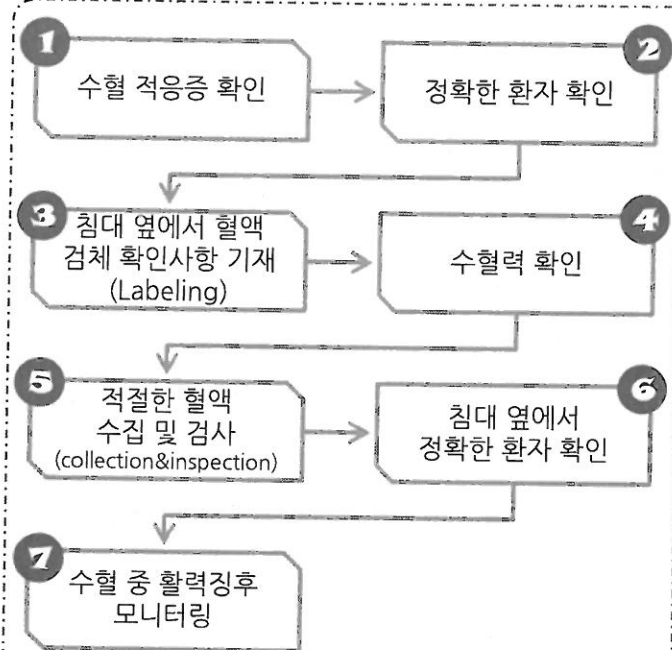 1
수혈 적응증 확인
2
정확한 환자 확인
3
침대 옆에서 혈액
검체 확인사항 기재
(Labeling)
4
수혈력 확인
5
적절한 혈액
수집 및 검사
(collection&inspection)
6
침대 옆에서
정확한 환자 확인
7
수혈 중 활력징후
모니터링